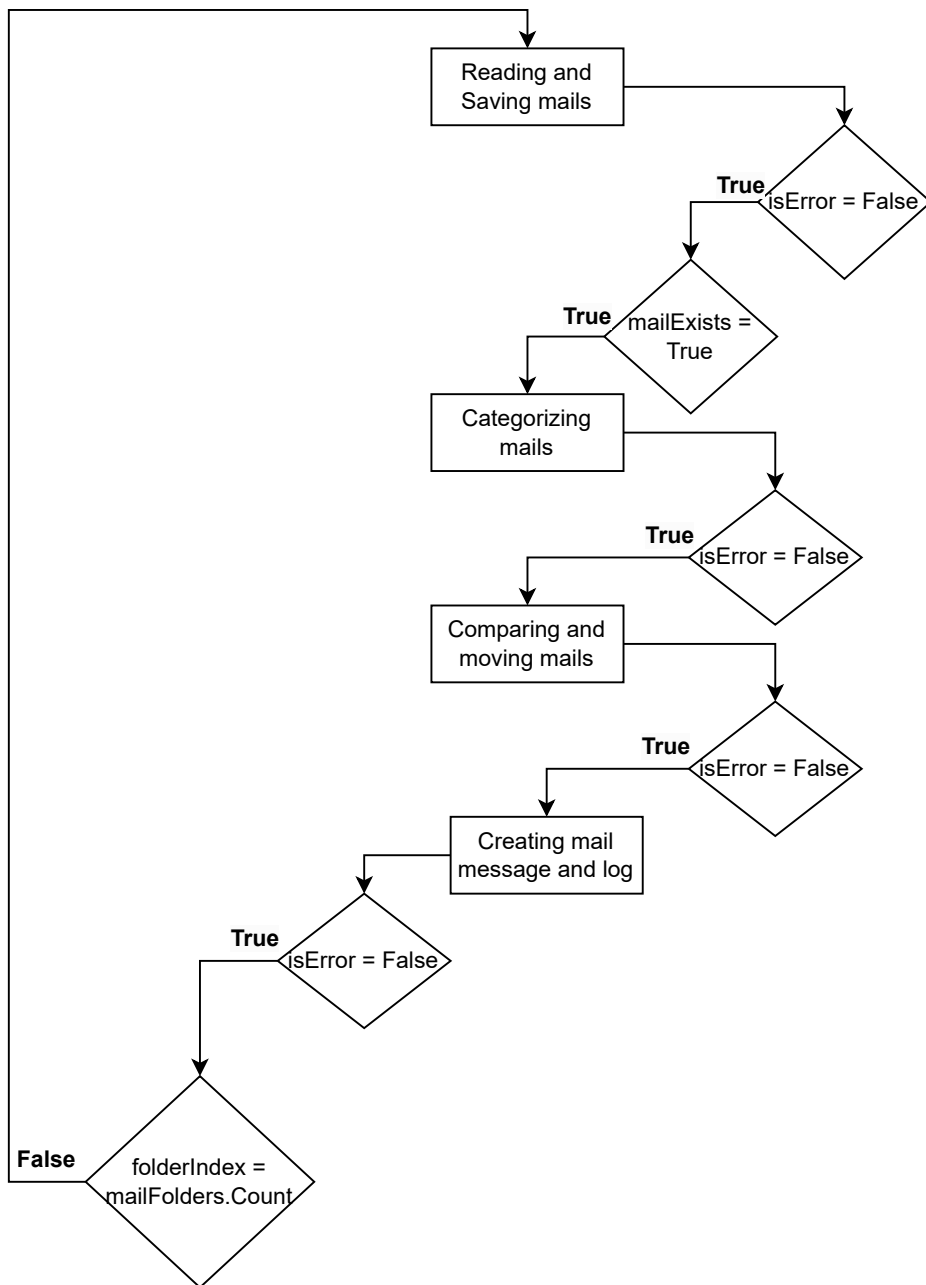 Reading and
Saving mails
True
isError = False
True
mailExists =
True
Categorizing
mails
True
isError = False
Comparing and
moving mails
True
isError = False
Creating mail
message and log
True
isError = False
False
folderIndex =
mailFolders.Count